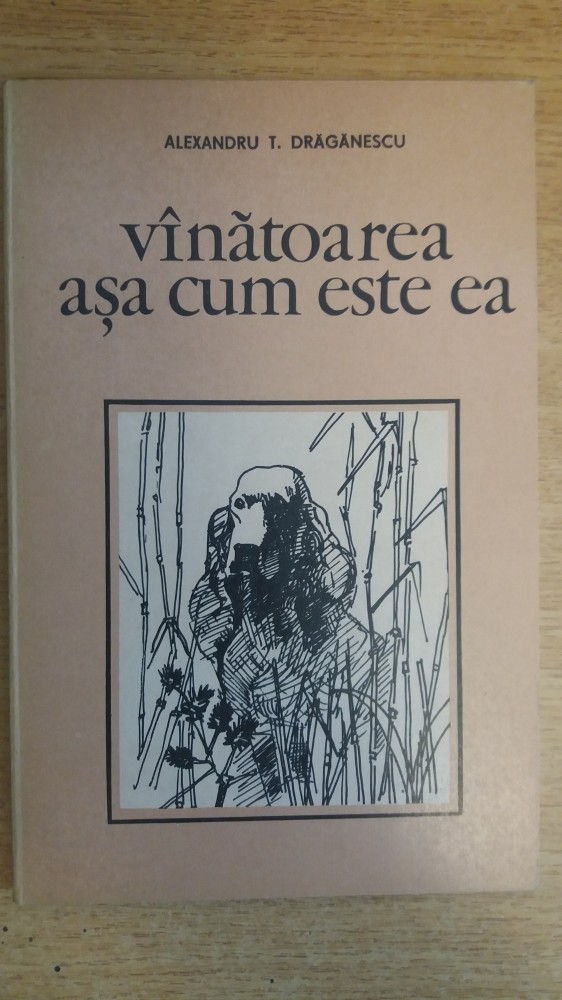 ALEXANDRU T. DRĂGĂNESCU
vînătoarea
așa cum este ea